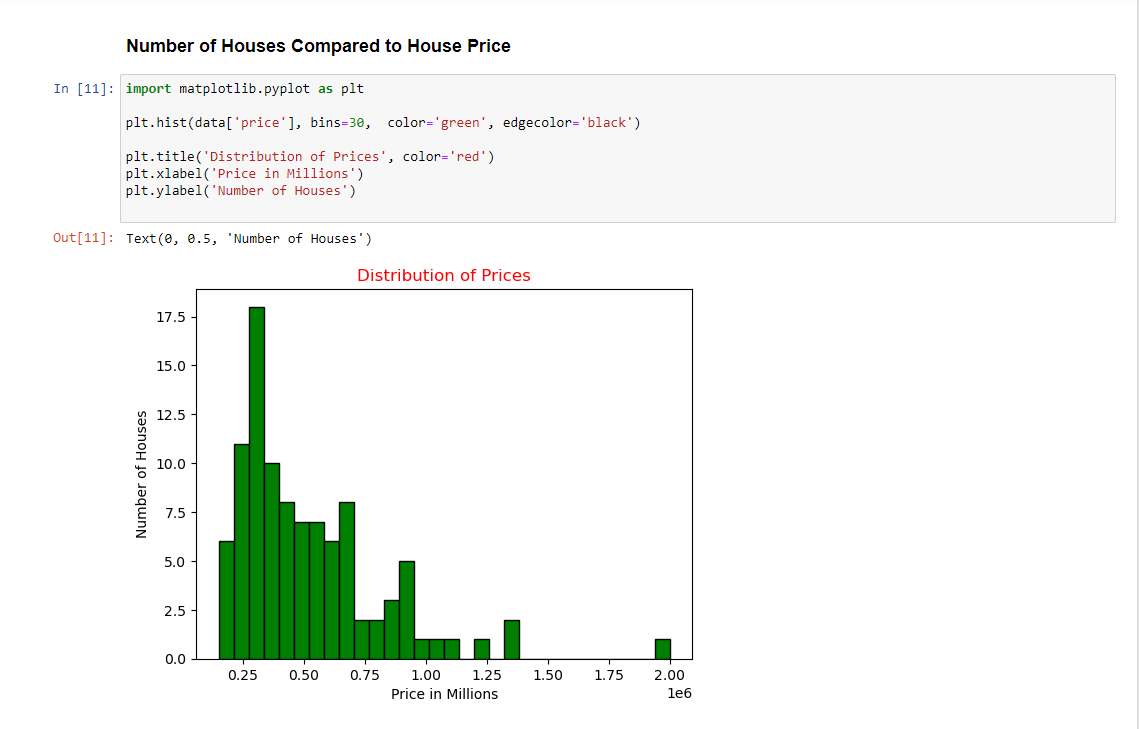 Number of Houses Compared to House Price
In [11]:
import matplotlib.pyplot as plt
plt.hist(data['price'], bins=30,  color='green', edgecolor='black')
plt.title('Distribution of Prices', color='red')
plt.xlabel('Price in Millions')
plt.ylabel('Number of Houses')
Out[11]:
Text(0, 0.5, 'Number of Houses')
Distribution of Prices
Number of Houses
17.5
15.0
12.5
10.0
7.5
5.0
2.5
0.0
0.25 0.50 0.75 1.00 1.25 1.50 1.75 2.00
Price in Millions
1e6